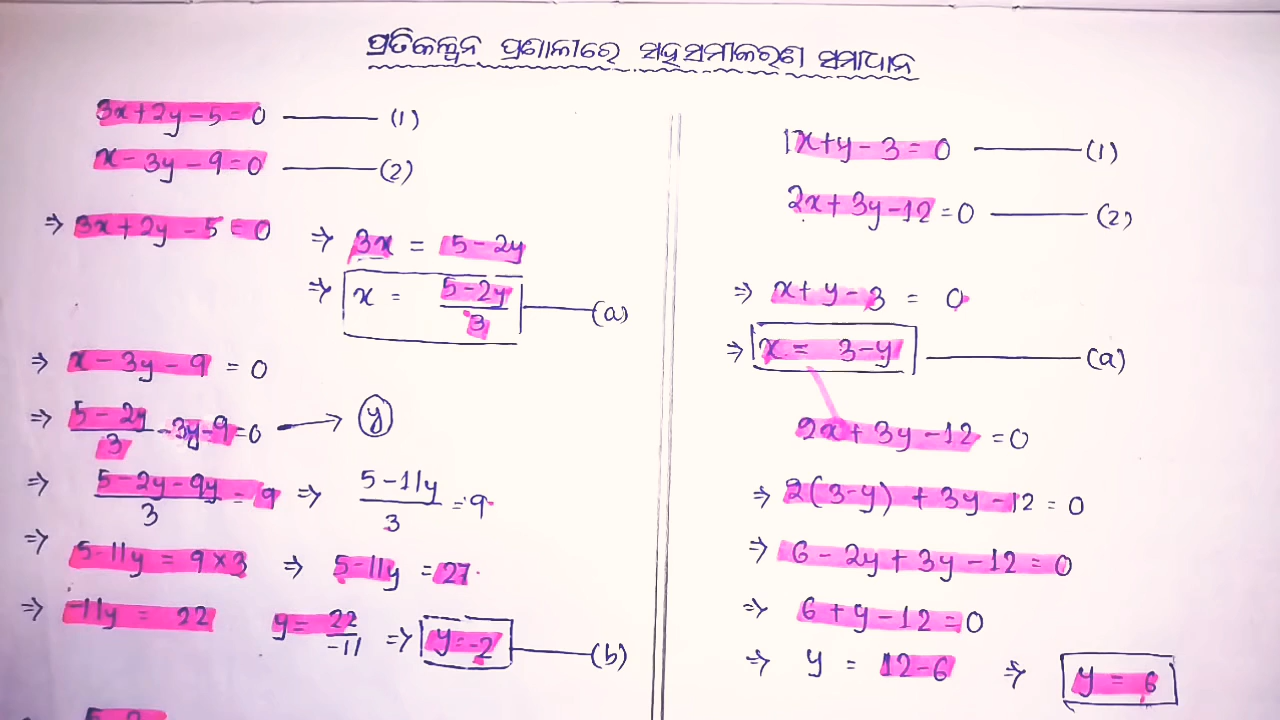 ପ୍ରତିକଳ୍ପନ ପ୍ରଣାଳୀରେ ସହସମୀକରଣ ସମାଧାନ
3x+2y-5=0 ——— (1)
x-3y-9=0 ——— (2)
⇒ 3x+2y-5=0 ⇒ 3x = 5-2y
⇒ x = (5-2y)/3 ——— (a)
⇒ x-3y-9 = 0
⇒ (5-2y)/3 -3y-9=0 → y
⇒ (5-2y-9y)/3 = 9 ⇒ (5-11y)/3 = 9
⇒ 5-11y = 9×3 ⇒ 5-11y = 27
⇒ -11y = 22 y= 22/-11 ⇒ y=-2 ——— (b)
1x+y-3=0 ——— (1)
2x+3y-12=0 ——— (2)
⇒ x+y-3 = 0
⇒ x = 3-y ——— (a)
2x+3y-12 =0
⇒ 2(3-y) + 3y-12 = 0
⇒ 6-2y+3y-12 = 0
⇒ 6+y-12=0
⇒ y = 12-6 ⇒ y = 6